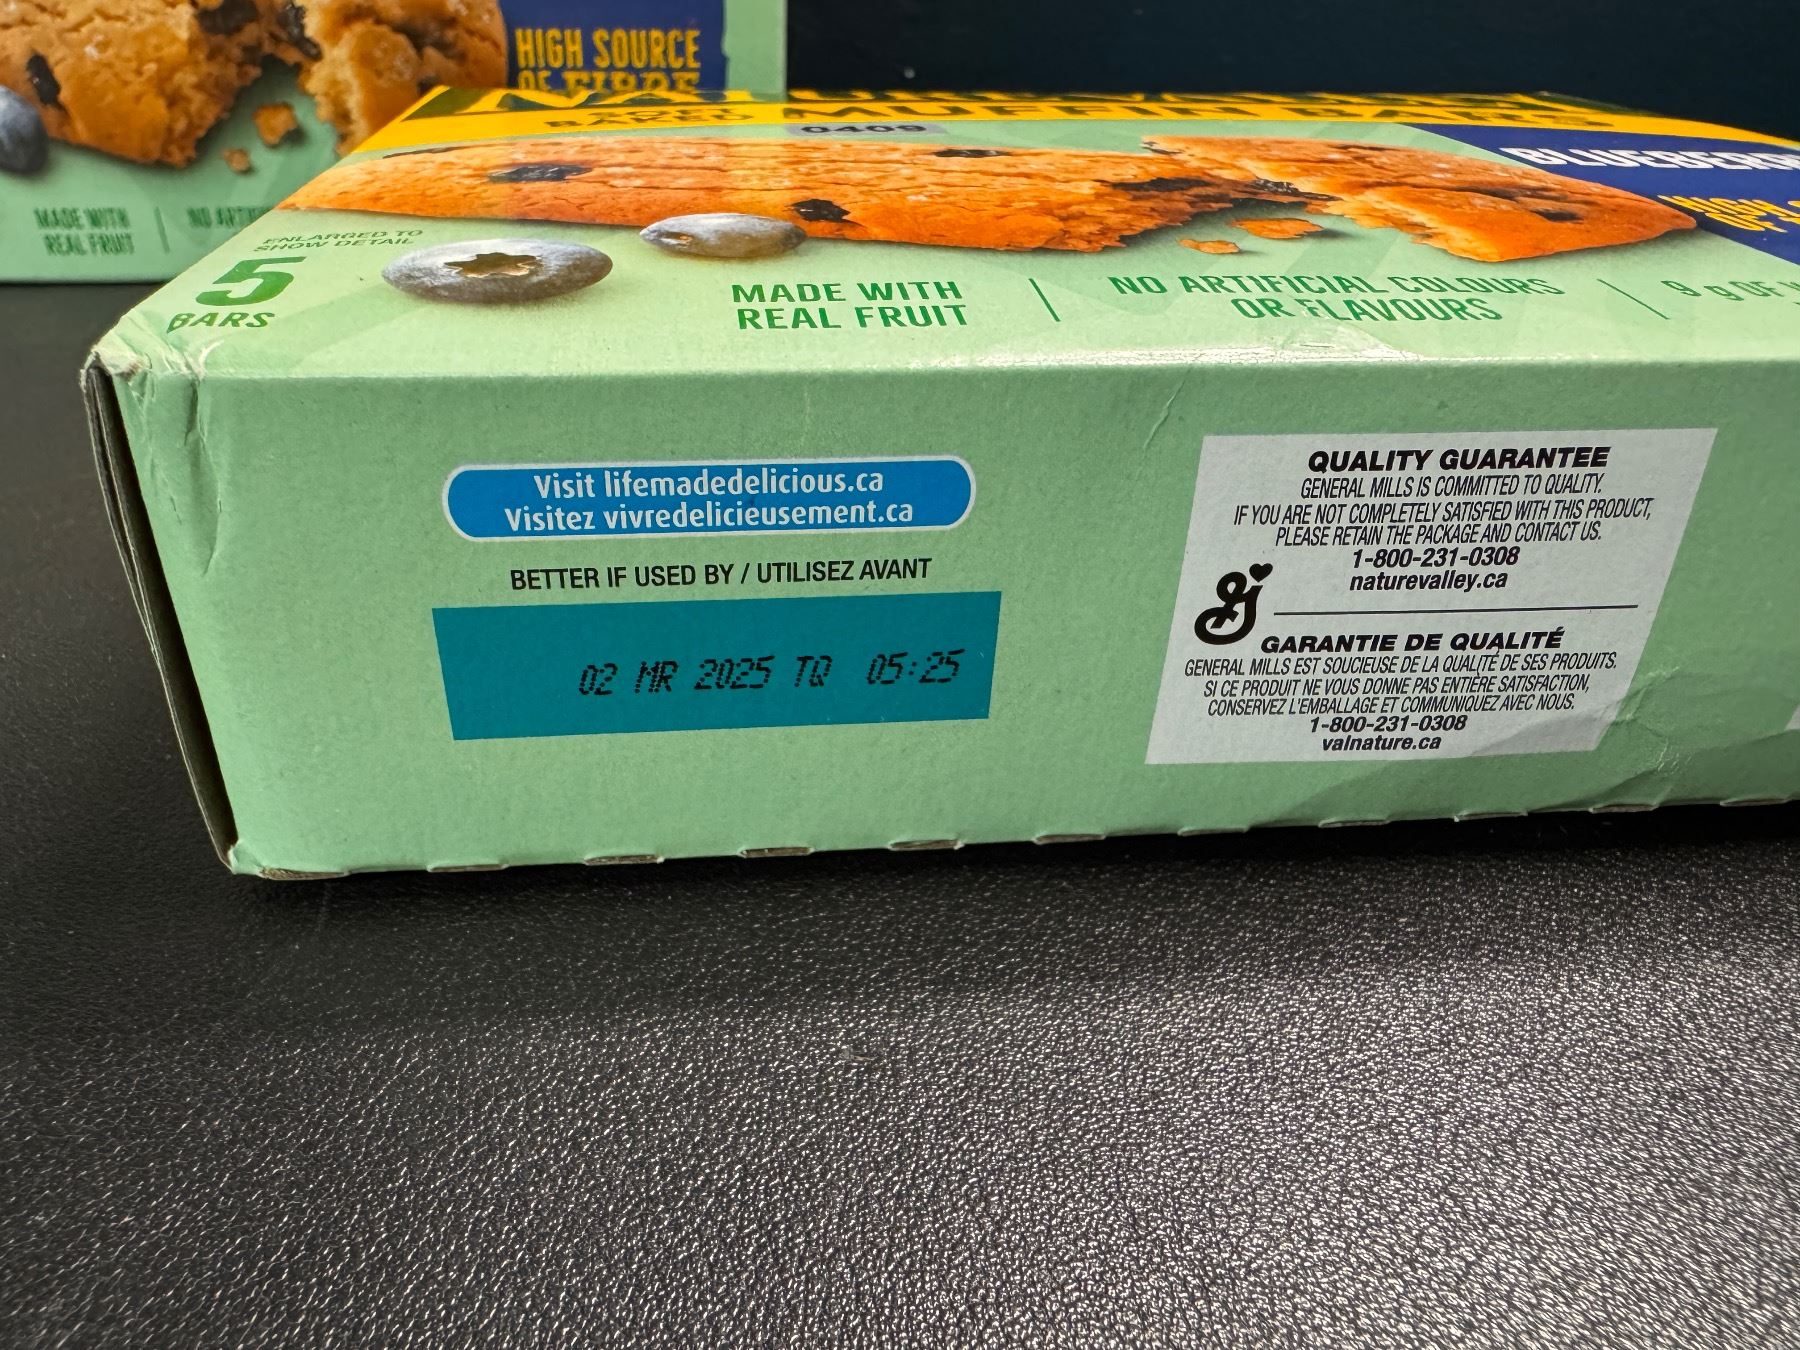 HIGH SOURCE
OF FIBRE
MADE WITH
REAL FRUIT
BAKED MUFFIN BARS
0409
ENLARGED TO
SHOW DETAIL
5
BARS
MADE WITH
REAL FRUIT
NO ARTIFICIAL COLOURS
OR FLAVOURS
9 g OF
Visit lifemadedelicious.ca
Visitez vivredelicieusement.ca
BETTER IF USED BY / UTILISEZ AVANT
02 MR 2025 TQ 05:25
QUALITY GUARANTEE
GENERAL MILLS IS COMMITTED TO QUALITY.
IF YOU ARE NOT COMPLETELY SATISFIED WITH THIS PRODUCT,
PLEASE RETAIN THE PACKAGE AND CONTACT US.
1-800-231-0308
naturevalley.ca
G
GARANTIE DE QUALITÉ
GENERAL MILLS EST SOUCIEUSE DE LA QUALITÉ DE SES PRODUITS.
SI CE PRODUIT NE VOUS DONNE PAS ENTIÈRE SATISFACTION,
CONSERVEZ L'EMBALLAGE ET COMMUNIQUEZ AVEC NOUS.
1-800-231-0308
valnature.ca